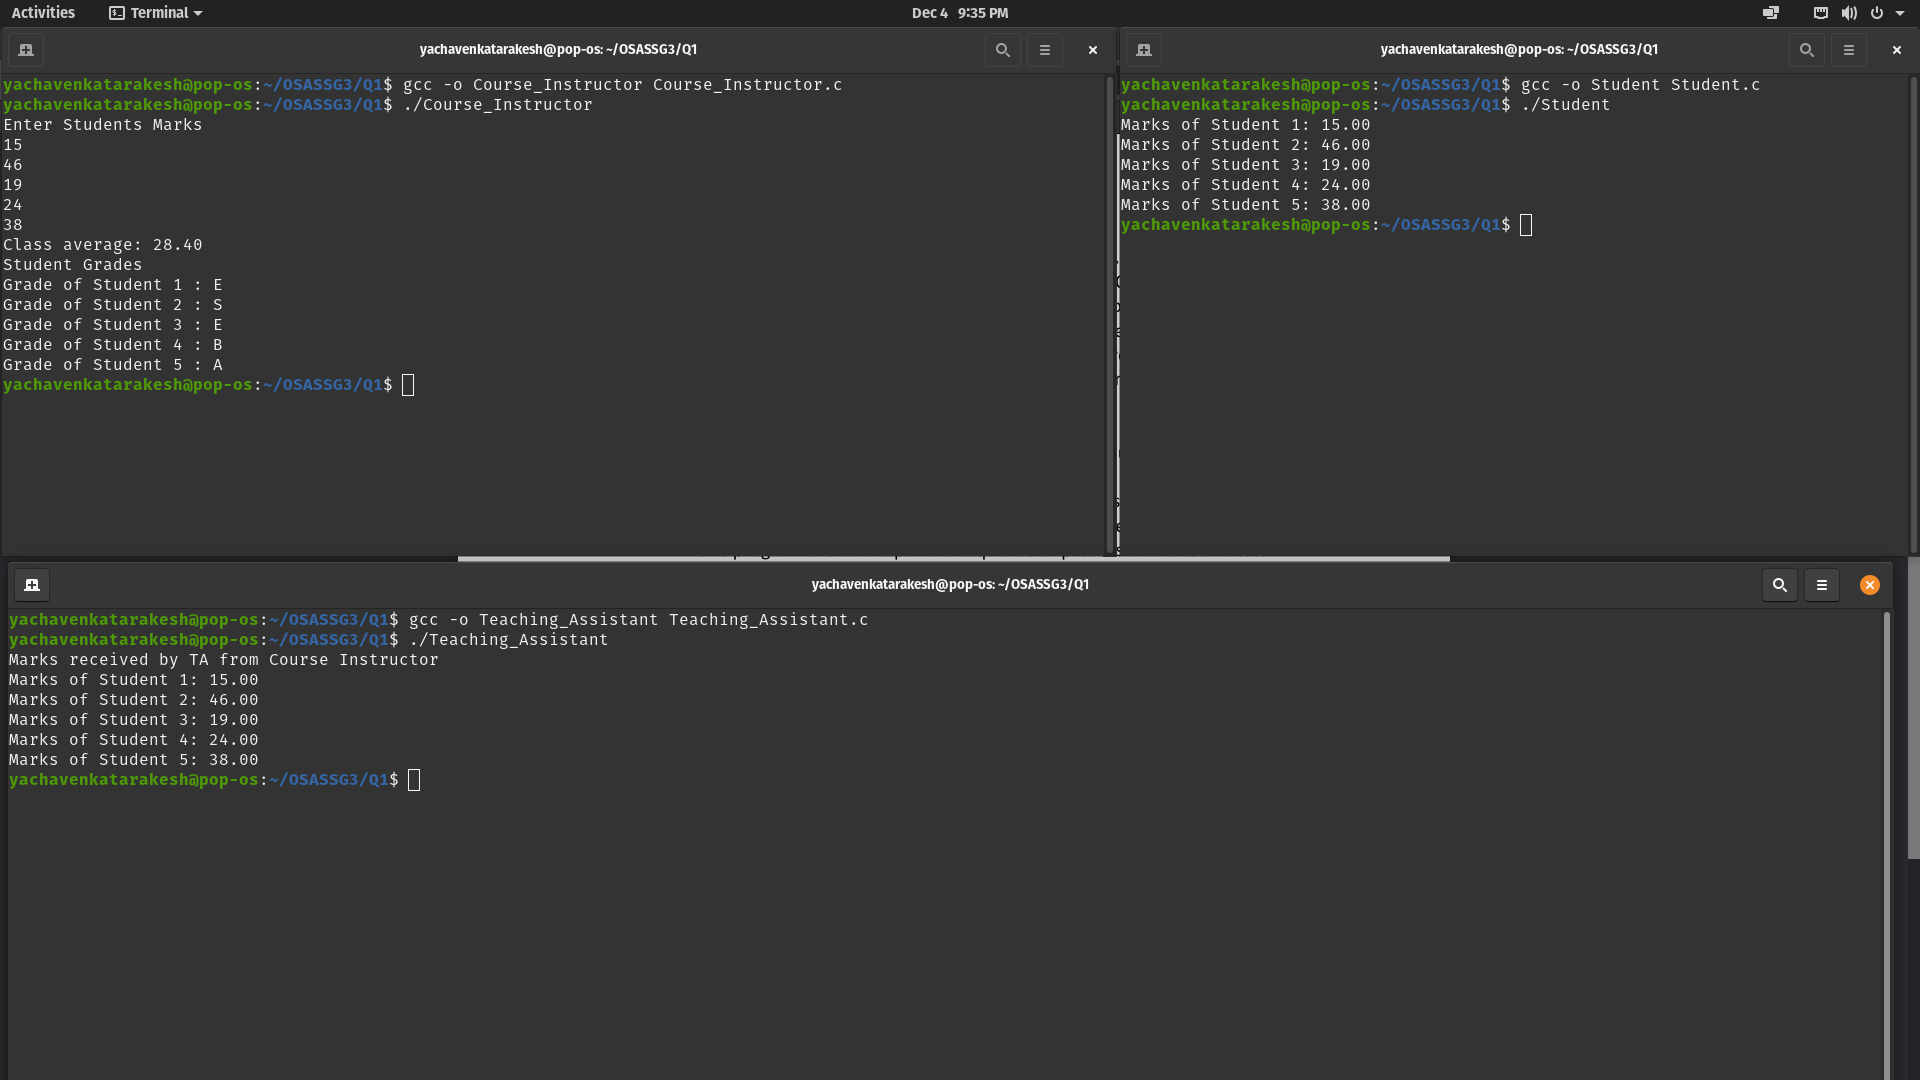 Activities
Terminal
Dec 4 9:35 PM
yachavenkatarakesh@pop-os: ~/OSASSG3/Q1
yachavenkatarakesh@pop-os:~/OSASSG3/Q1$ gcc -o Course_Instructor Course_Instructor.c
yachavenkatarakesh@pop-os:~/OSASSG3/Q1$ ./Course_Instructor
Enter Students Marks
15
46
19
24
38
Class average: 28.40
Student Grades
Grade of Student 1 : E
Grade of Student 2 : S
Grade of Student 3 : E
Grade of Student 4 : B
Grade of Student 5 : A
yachavenkatarakesh@pop-os:~/OSASSG3/Q1$
yachavenkatarakesh@pop-os: ~/OSASSG3/Q1
yachavenkatarakesh@pop-os:~/OSASSG3/Q1$ gcc -o Student Student.c
yachavenkatarakesh@pop-os:~/OSASSG3/Q1$ ./Student
Marks of Student 1: 15.00
Marks of Student 2: 46.00
Marks of Student 3: 19.00
Marks of Student 4: 24.00
Marks of Student 5: 38.00
yachavenkatarakesh@pop-os:~/OSASSG3/Q1$
yachavenkatarakesh@pop-os: ~/OSASSG3/Q1
yachavenkatarakesh@pop-os:~/OSASSG3/Q1$ gcc -o Teaching_Assistant Teaching_Assistant.c
yachavenkatarakesh@pop-os:~/OSASSG3/Q1$ ./Teaching_Assistant
Marks received by TA from Course Instructor
Marks of Student 1: 15.00
Marks of Student 2: 46.00
Marks of Student 3: 19.00
Marks of Student 4: 24.00
Marks of Student 5: 38.00
yachavenkatarakesh@pop-os:~/OSASSG3/Q1$